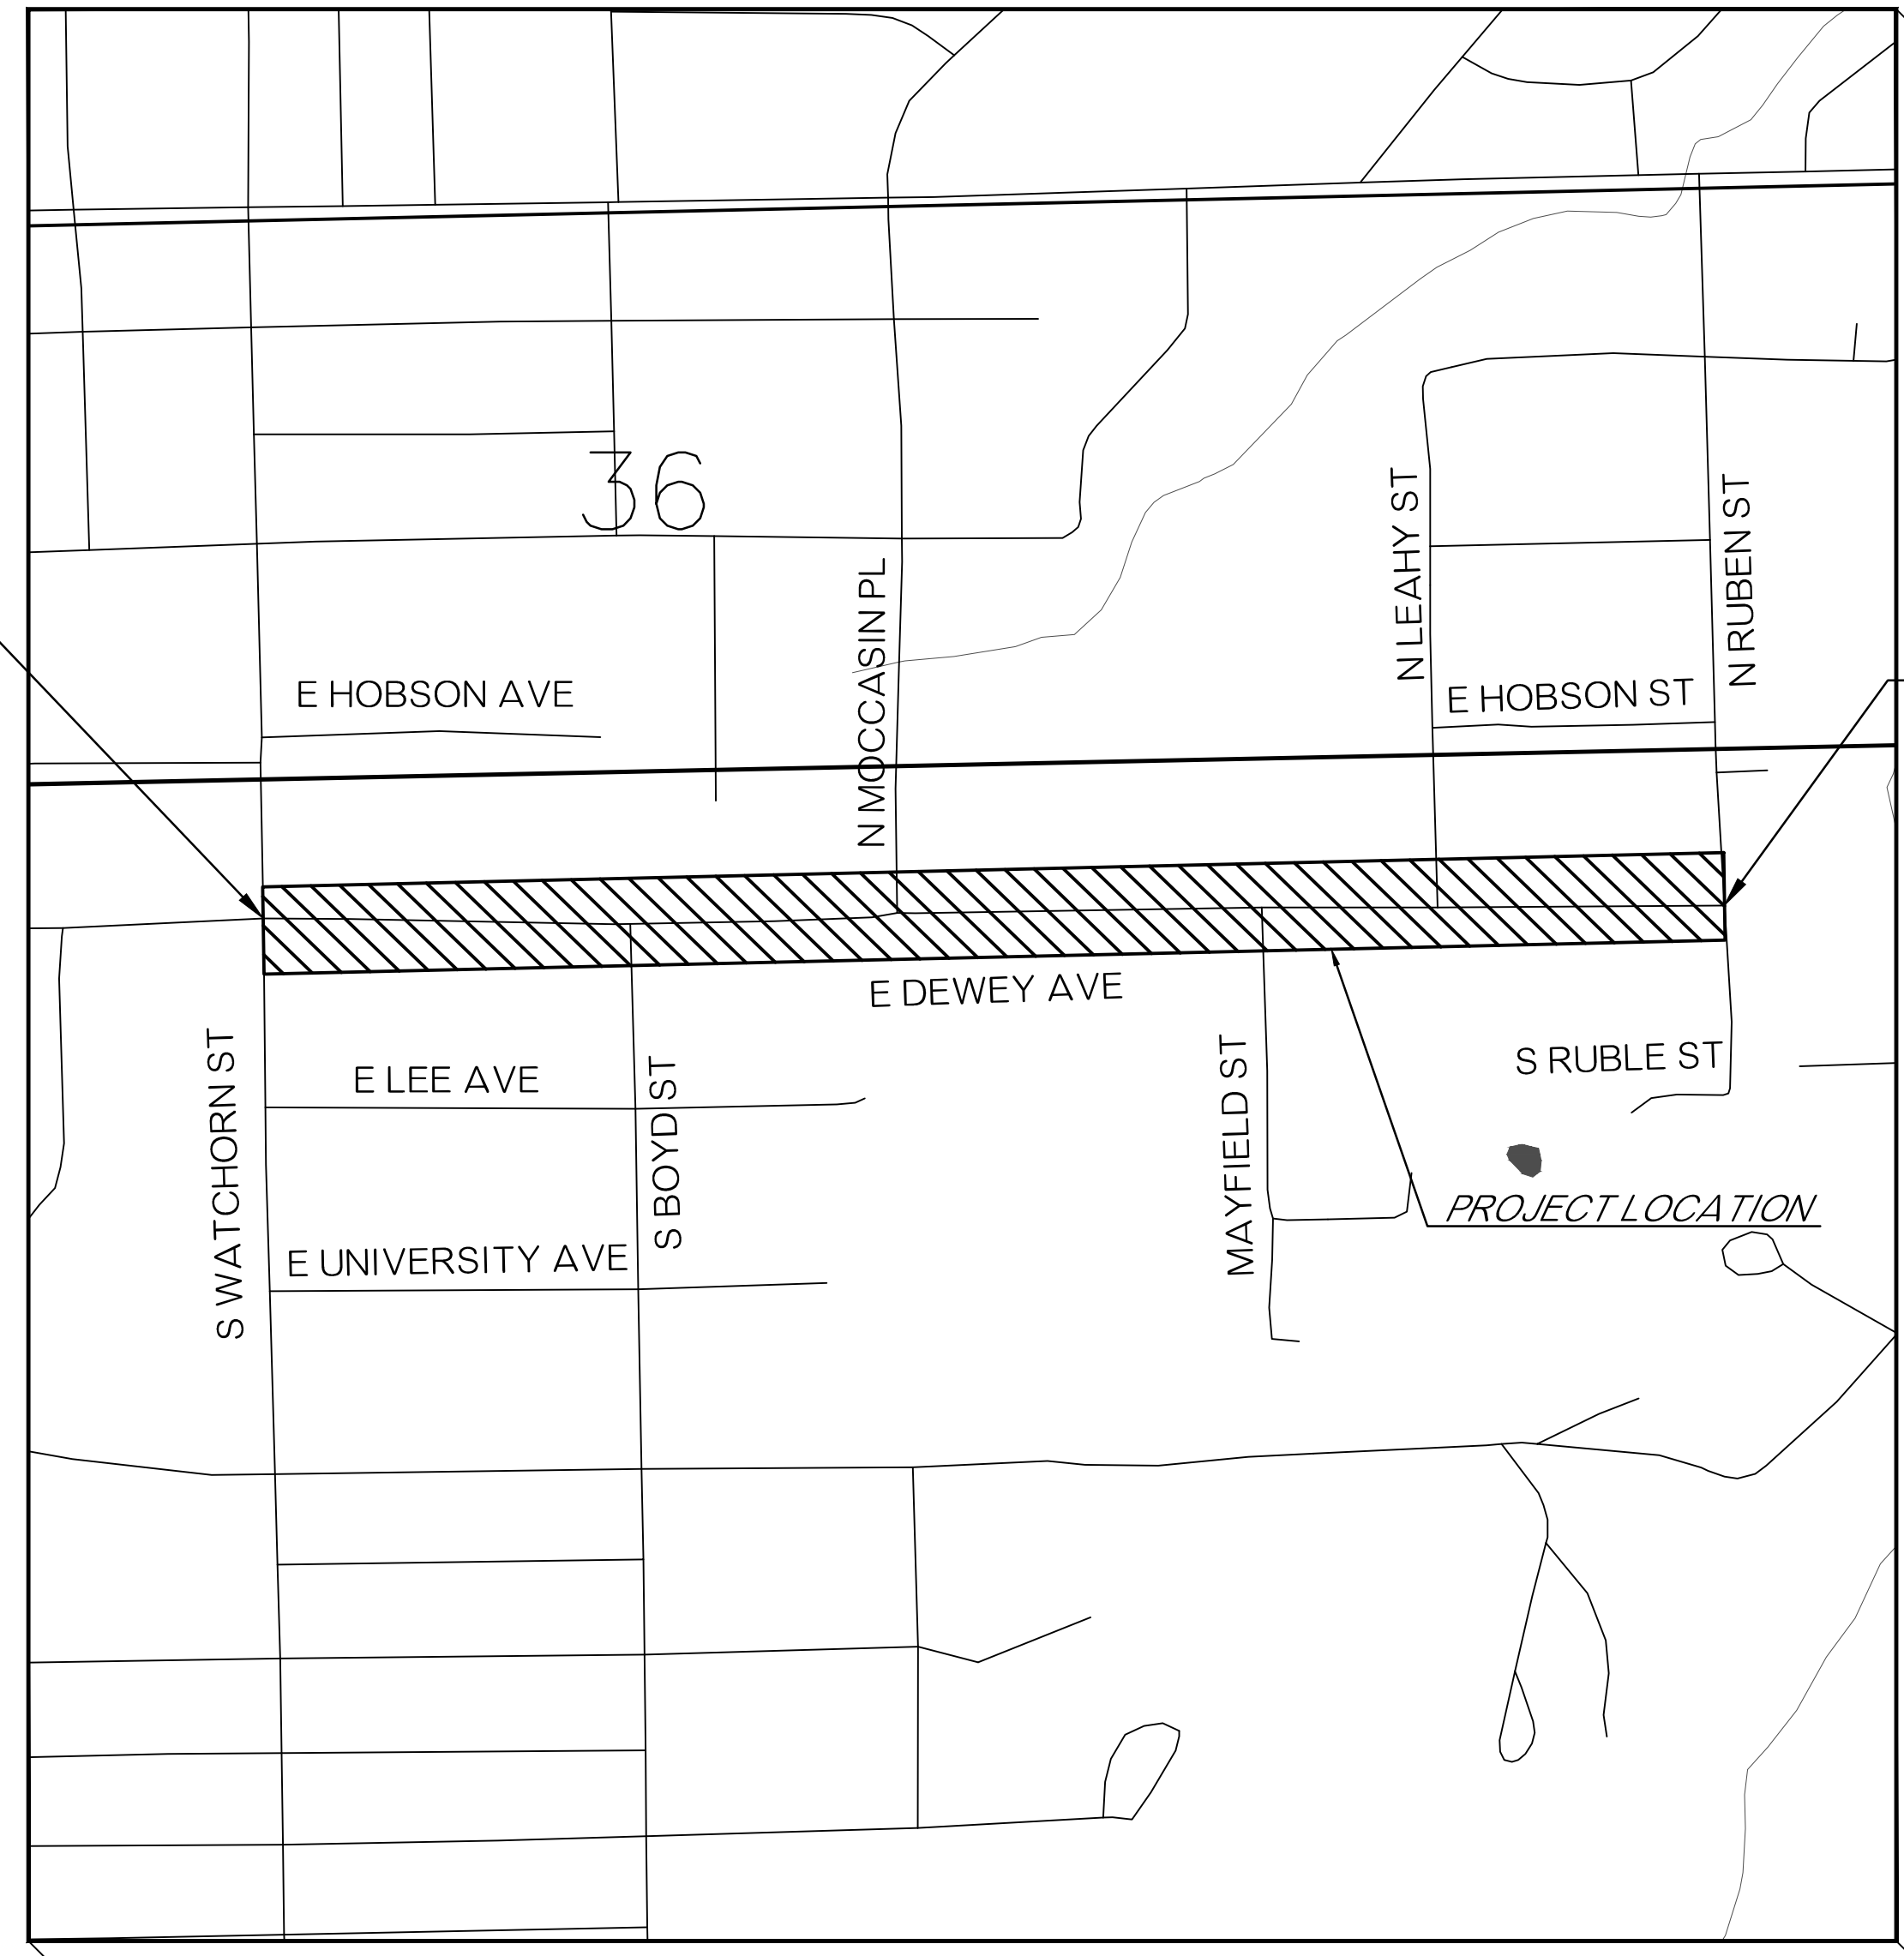 36
N LEAHY ST
N RUBEN ST
N MOCCASIN PL
E HOBSON AVE
E HOBSON ST
E DEWEY AVE
S WATCHORN ST
E LEE AVE
S BOYD ST
MAYFIELD ST
S RUBLE ST
PROJECT LOCATION
E UNIVERSITY AVE